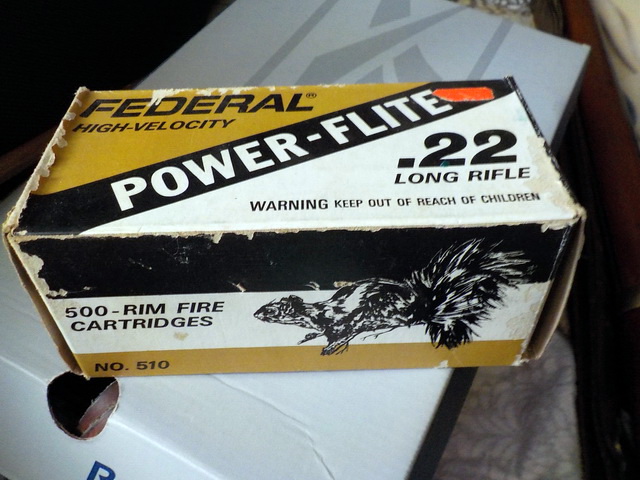 FEDERAL®
HIGH-VELOCITY
POWER-FLITE
.22
LONG RIFLE
WARNING KEEP OUT OF REACH OF CHILDREN
500-RIM FIRE
CARTRIDGES
NO. 510